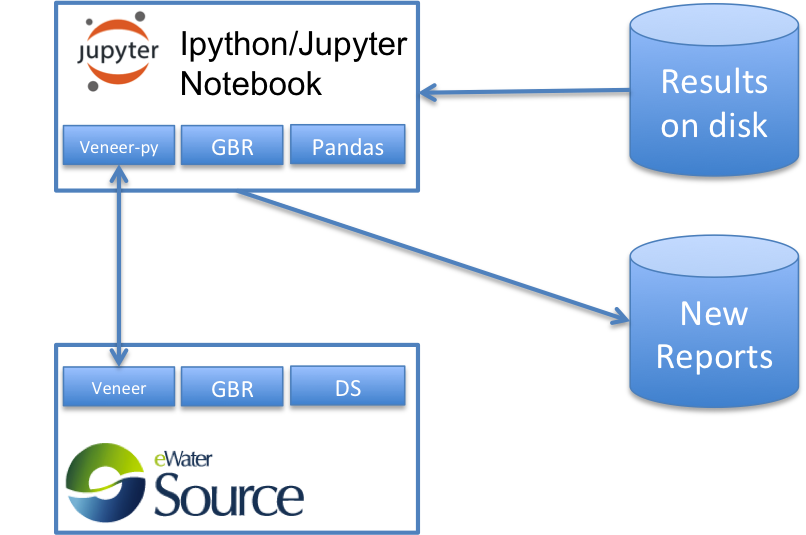 jupyter
Ipython/Jupyter
Notebook
Veneer-py
GBR
Pandas
Results
on disk
New
Reports
Veneer
GBR
DS
eWater
Source